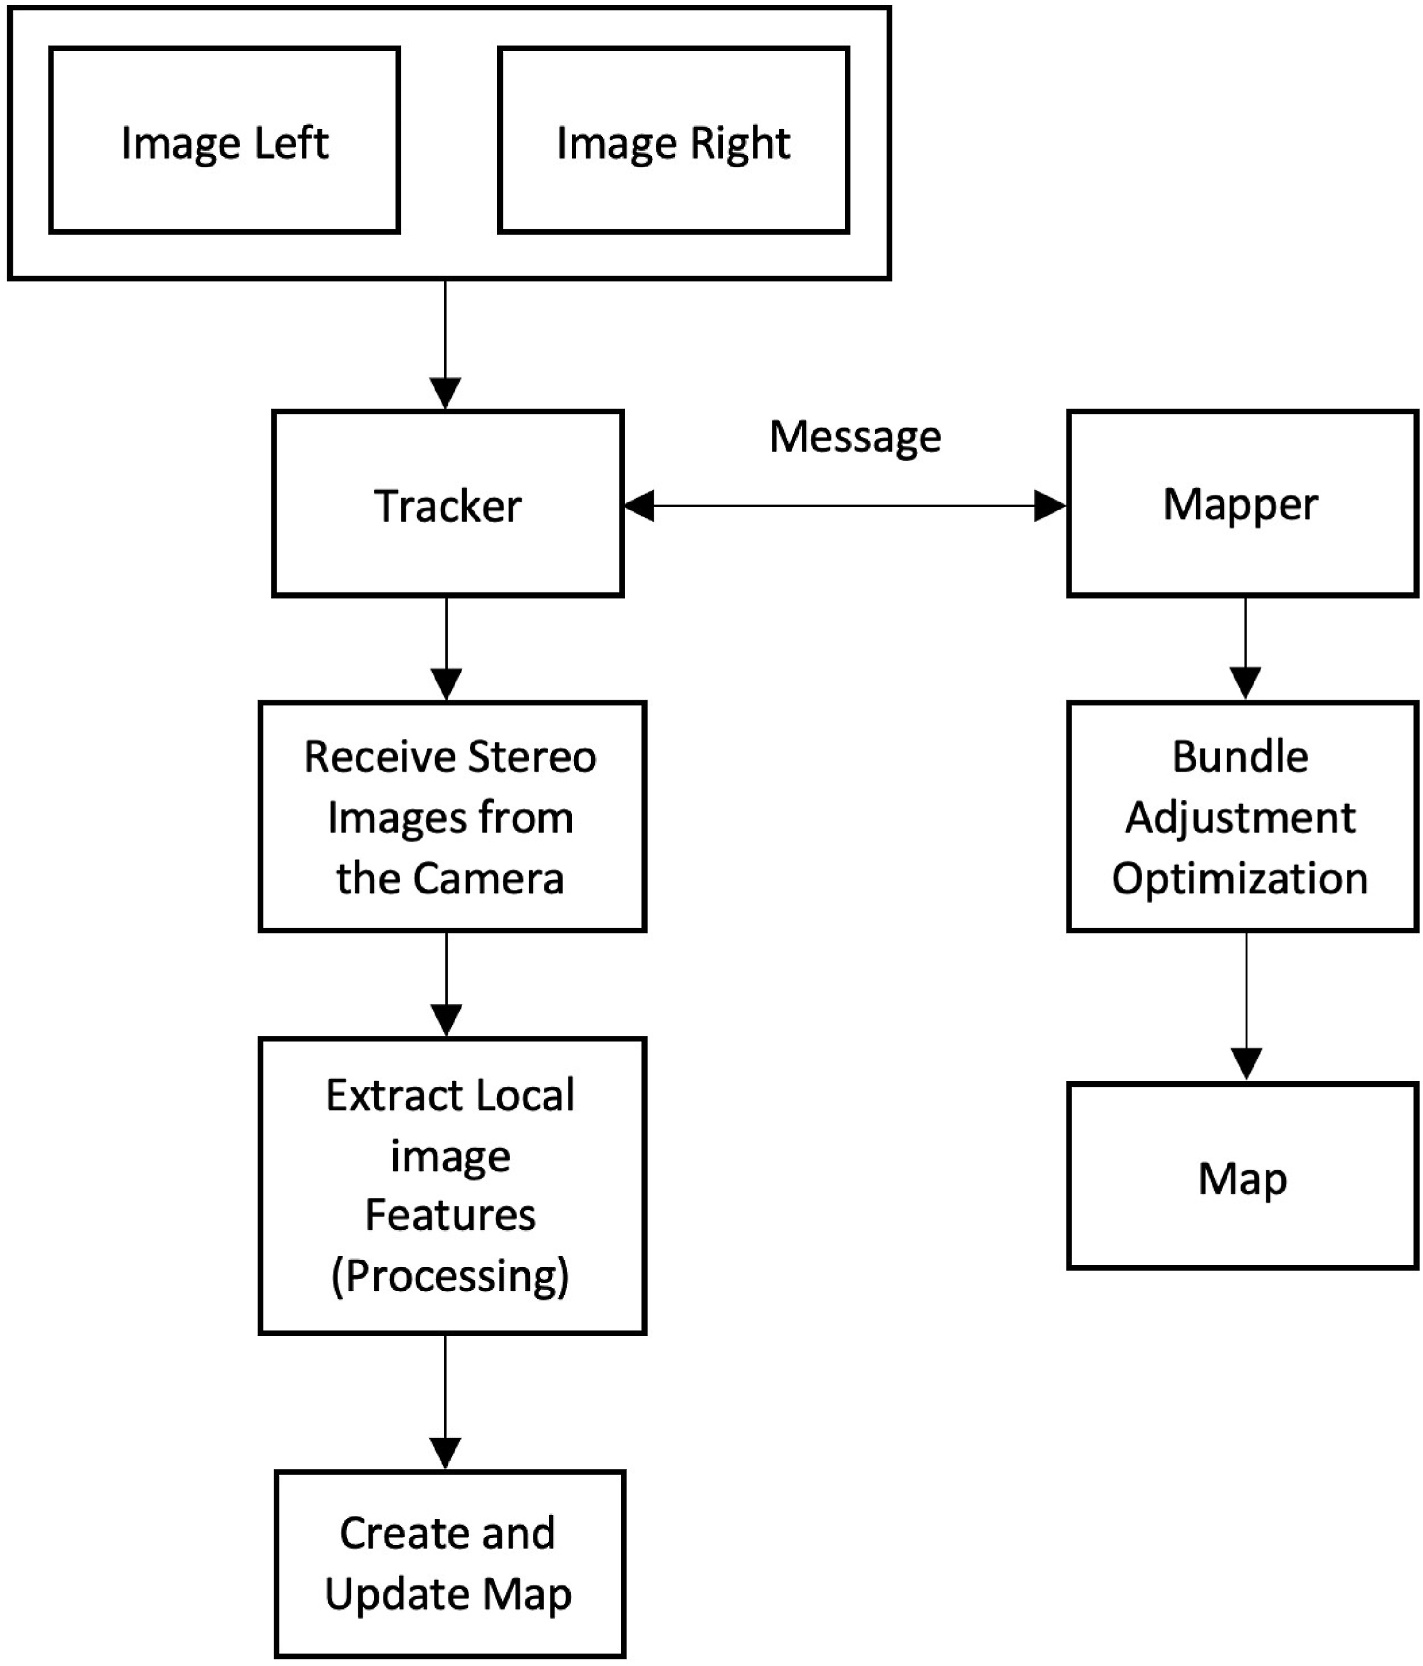 Image Left
Image Right
Message
Tracker
Mapper
Receive Stereo
Images from
the Camera
Bundle
Adjustment
Optimization
Extract Local
image
Features
(Processing)
Map
Create and
Update Map